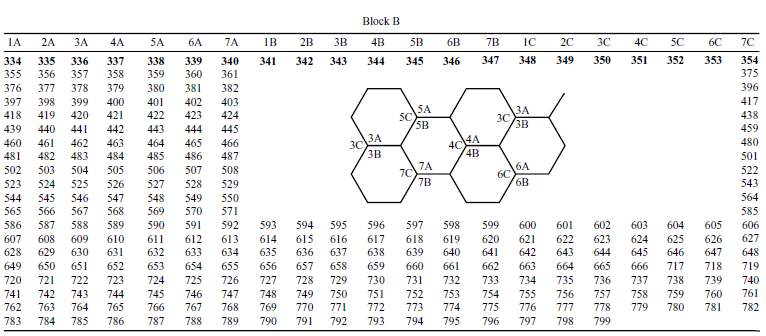 Block B
1A 2A 3A 4A 5A 6A 7A 1B 2B 3B 4B 5B 6B 7B 1C 2C 3C 4C 5C 6C 7C
334 335 336 337 338 339 340 341 342 343 344 345 346 347 348 349 350 351 352 353 354
355 356 357 358 359 360 361 375
376 377 378 379 380 381 382 396
397 398 399 400 401 402 403 417
5A 3A
418 419 420 421 422 423 424 5C 3C 438
439 440 441 442 443 444 445 5B 3B 459
3A 4A
460 461 462 463 464 465 466 3C 4C 480
481 482 483 484 485 486 487 3B 4B 501
7A 6A
502 503 504 505 506 507 508 7C 6C 522
523 524 525 526 527 528 529 7B 6B 543
544 545 546 547 548 549 550 564
565 566 567 568 569 570 571 585
586 587 588 589 590 591 592 593 594 595 596 597 598 599 600 601 602 603 604 605 606
607 608 609 610 611 612 613 614 615 616 617 618 619 620 621 622 623 624 625 626 627
628 629 630 631 632 633 634 635 636 637 638 639 640 641 642 643 644 645 646 647 648
649 650 651 652 653 654 655 656 657 658 659 660 661 662 663 664 665 666 717 718 719
720 721 722 723 724 725 726 727 728 729 730 731 732 733 734 735 736 737 738 739 740
741 742 743 744 745 746 747 748 749 750 751 752 753 754 755 756 757 758 759 760 761
762 763 764 765 766 767 768 769 770 771 772 773 774 775 776 777 778 779 780 781 782
783 784 785 786 787 788 789 790 791 792 793 794 795 796 797 798 799